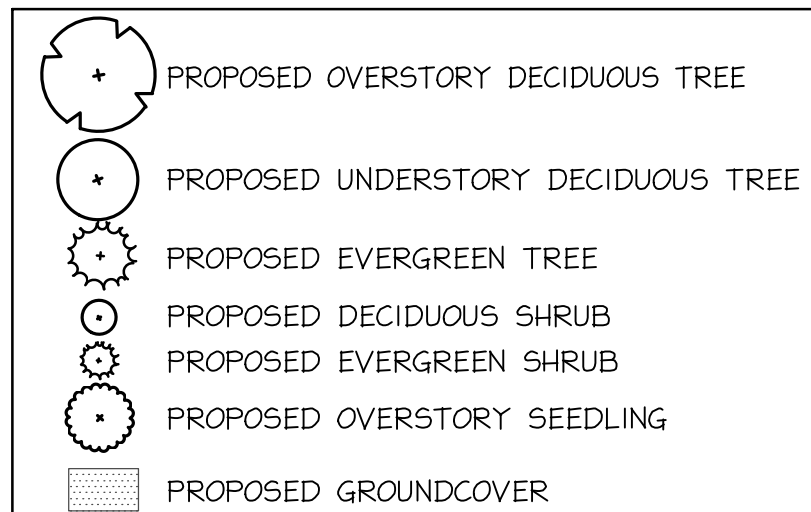 PROPOSED OVERSTORY DECIDUOUS TREE
PROPOSED UNDERSTORY DECIDUOUS TREE
PROPOSED EVERGREEN TREE
PROPOSED DECIDUOUS SHRUB
PROPOSED EVERGREEN SHRUB
PROPOSED OVERSTORY SEEDLING
PROPOSED GROUNDCOVER